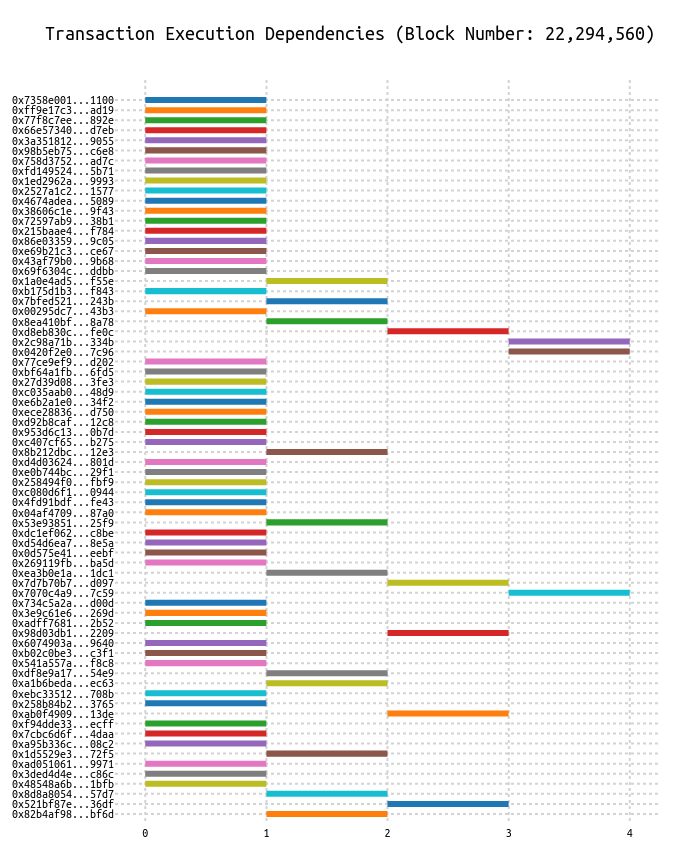 Transaction Execution Dependencies (Block Number: 22,294,560)
0x7358e001...1100
0xff9e17c3...ad19
0x77f8c7ee...892e
0x66e57340...d7eb
0x3a351812...9055
0x98b5eb75...c6e8
0x758d3752...ad7c
0xfd149524...5b71
0x1ed2962a...9993
0x2527a1c2...1577
0x4674adea...5089
0x38606c1e...9f43
0x72597ab9...38b1
0x215baae4...f784
0x86e03359...9c05
0xe69b21c3...ce67
0x43af79b0...9b68
0x69f6304c...ddbb
0x1a0e4ad5...f55e
0xb175d1b3...f843
0x7bfed521...243b
0x00295dc7...43b3
0x8ea410bf...8a78
0xd8eb830c...fe0c
0x2c98a71b...334b
0x0420f2e0...7c96
0x77ce9ef9...d202
0xbf64a1fb...6fd5
0x27d39d08...3fe3
0xc035aab0...48d9
0xe6b2a1e0...34f2
0xece28836...d750
0xd92b8caf...12c8
0x953d6c13...0b7d
0xc407cf65...b275
0x8b212dbc...12e3
0xd4d03624...801d
0xe0b744bc...29f1
0x258494f0...fbf9
0xc080d6f1...0944
0x4fd91bdf...fe43
0x04af4709...87a0
0x53e93851...25f9
0xdc1ef062...c8be
0xd54d6ea7...8e5a
0x0d575e41...eebf
0x269119fb...ba5d
0xea3b0e1a...1dc1
0x7d7b70b7...d097
0x7070c4a9...7c59
0x734c5a2a...d00d
0x3e9c61e6...269d
0xadff7681...2b52
0x98d03db1...2209
0x6074903a...9640
0xb02c0be3...c3f1
0x541a557a...f8c8
0xdf8e9a17...54e9
0xa1b6beda...ec63
0xebc33512...708b
0x258b84b2...3765
0xab0f4909...13de
0xf94dde33...ecff
0x7cbc6d6f...4daa
0xa95b336c...08c2
0x1d5529e3...72f5
0xad051061...9971
0x3ded4d4e...c86c
0x48548a6b...1bfb
0x8d8a8054...57d7
0x521bf87e...36df
0x82b4af98...bf6d
0 1 2 3 4